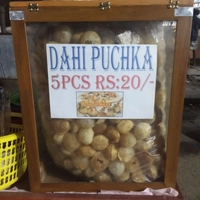 DAHI PUCHKA
5PCS RS:20/-